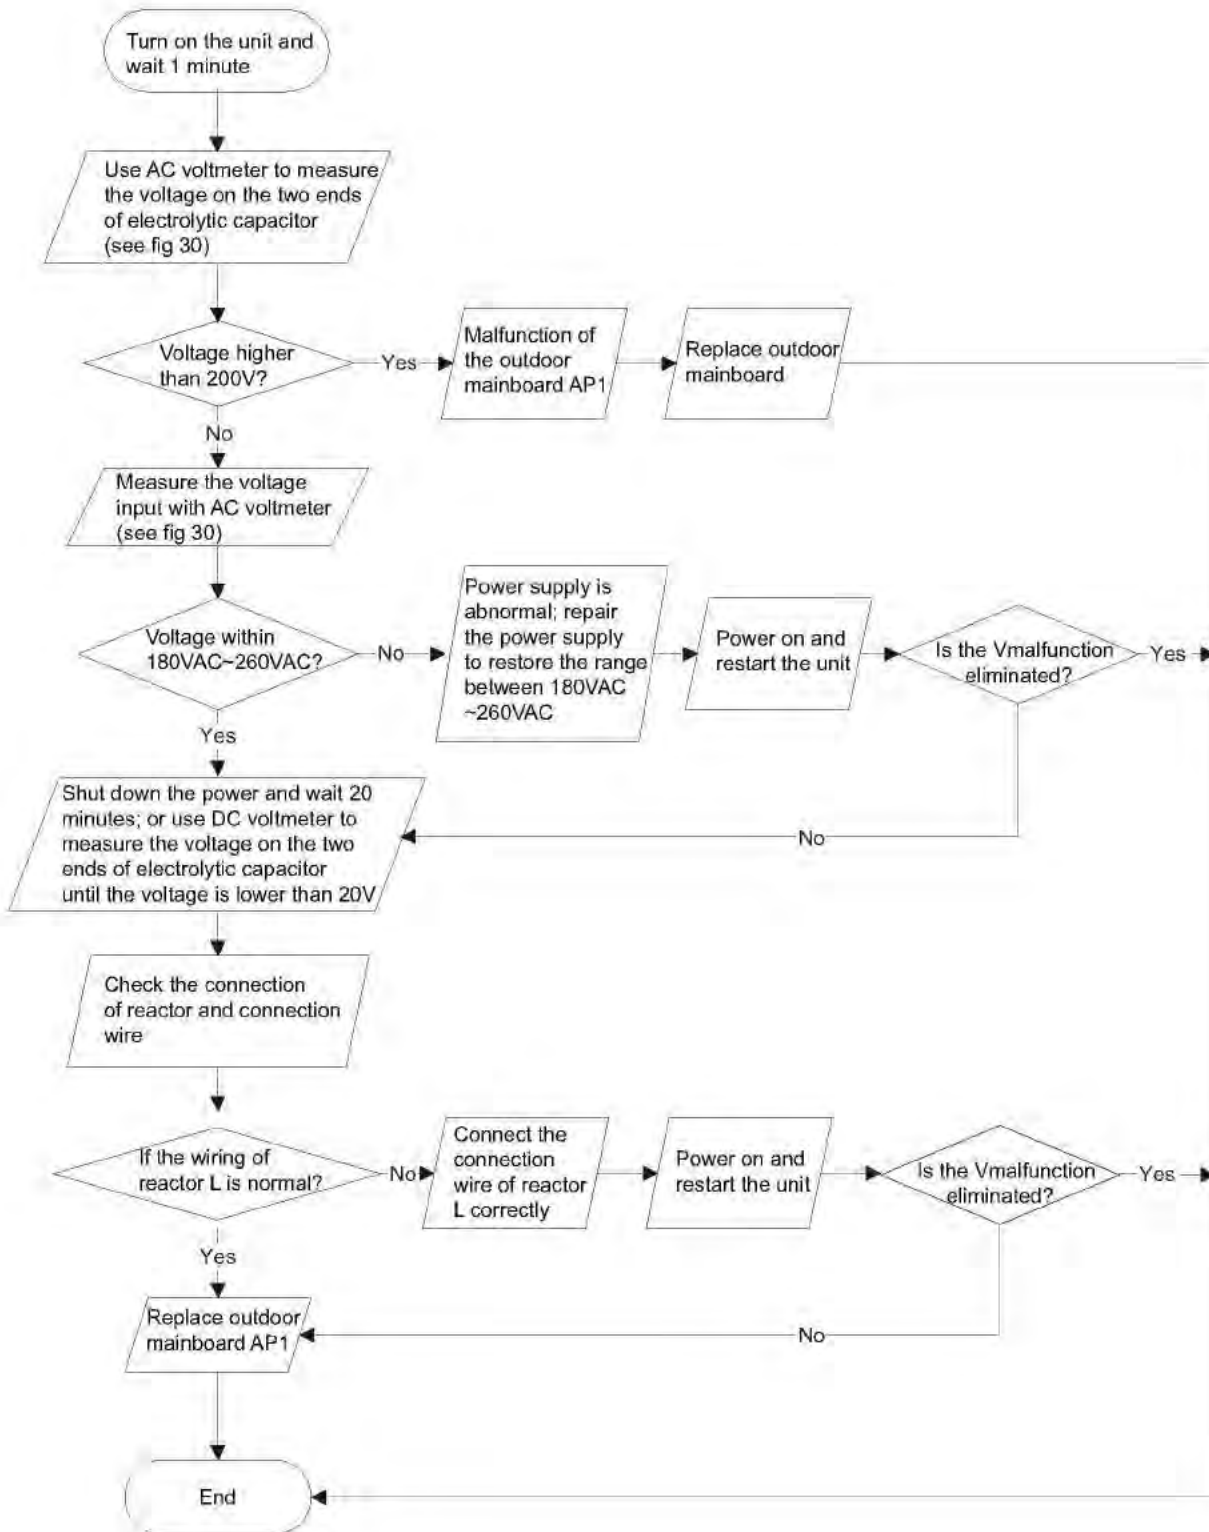 Turn on the unit and
wait 1 minute
Use AC voltmeter to measure
the voltage on the two ends
of electrolytic capacitor
(see fig 30)
Voltage higher
than 200V?
Yes
Malfunction of
the outdoor
mainboard AP1
Replace outdoor
mainboard
No
Measure the voltage
input with AC voltmeter
(see fig 30)
Voltage within
180VAC~260VAC?
No
Power supply is
abnormal; repair
the power supply
to restore the range
between 180VAC
~260VAC
Power on and
restart the unit
Is the Vmalfunction
eliminated?
Yes
Yes
No
Shut down the power and wait 20
minutes; or use DC voltmeter to
measure the voltage on the two
ends of electrolytic capacitor
until the voltage is lower than 20V
Check the connection
of reactor and connection
wire
If the wiring of
reactor L is normal?
No
Connect the
connection
wire of reactor
L correctly
Power on and
restart the unit
Is the Vmalfunction
eliminated?
Yes
Yes
No
Replace outdoor
mainboard AP1
End